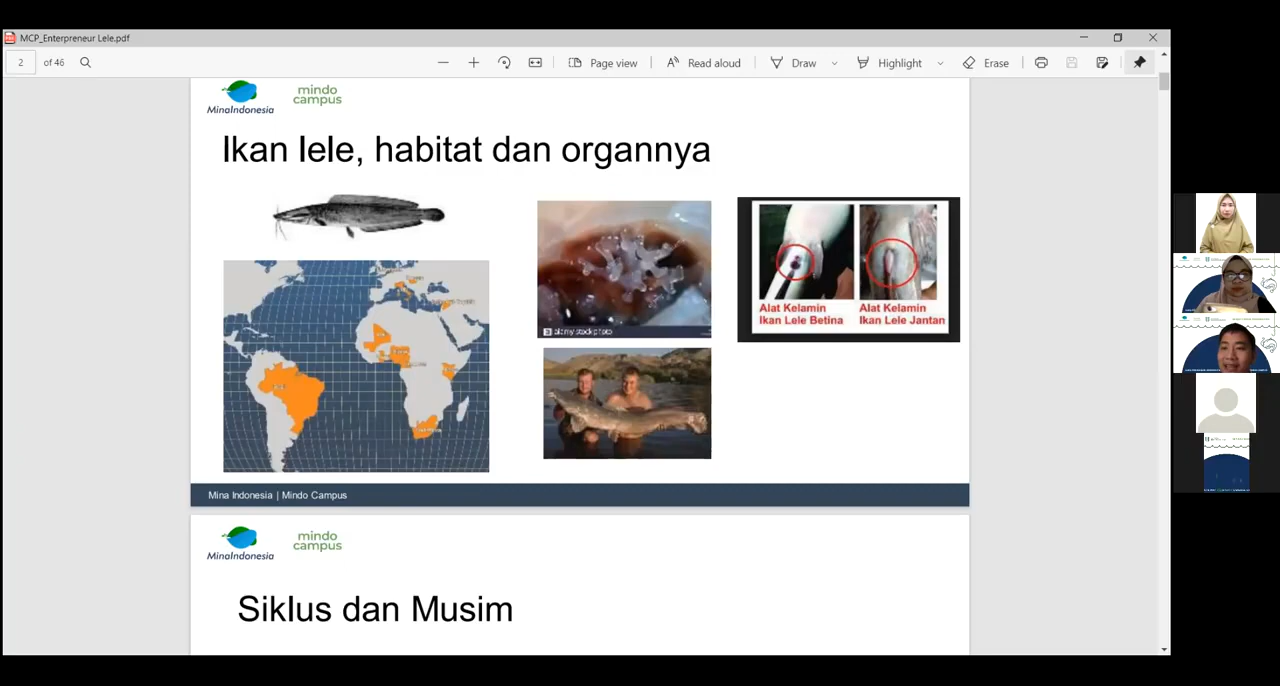 MCP_Enterpreneur Lele.pdf
2 of 46
Page view
Read aloud
Draw
Highlight
Erase
MinaIndonesia
mindo
campus
Ikan lele, habitat dan organnya
a alamy stock photo
Alat Kelamin
Ikan Lele Betina
Alat Kelamin
Ikan Lele Jantan
Mina Indonesia | Mindo Campus
MinaIndonesia
mindo
campus
Siklus dan Musim